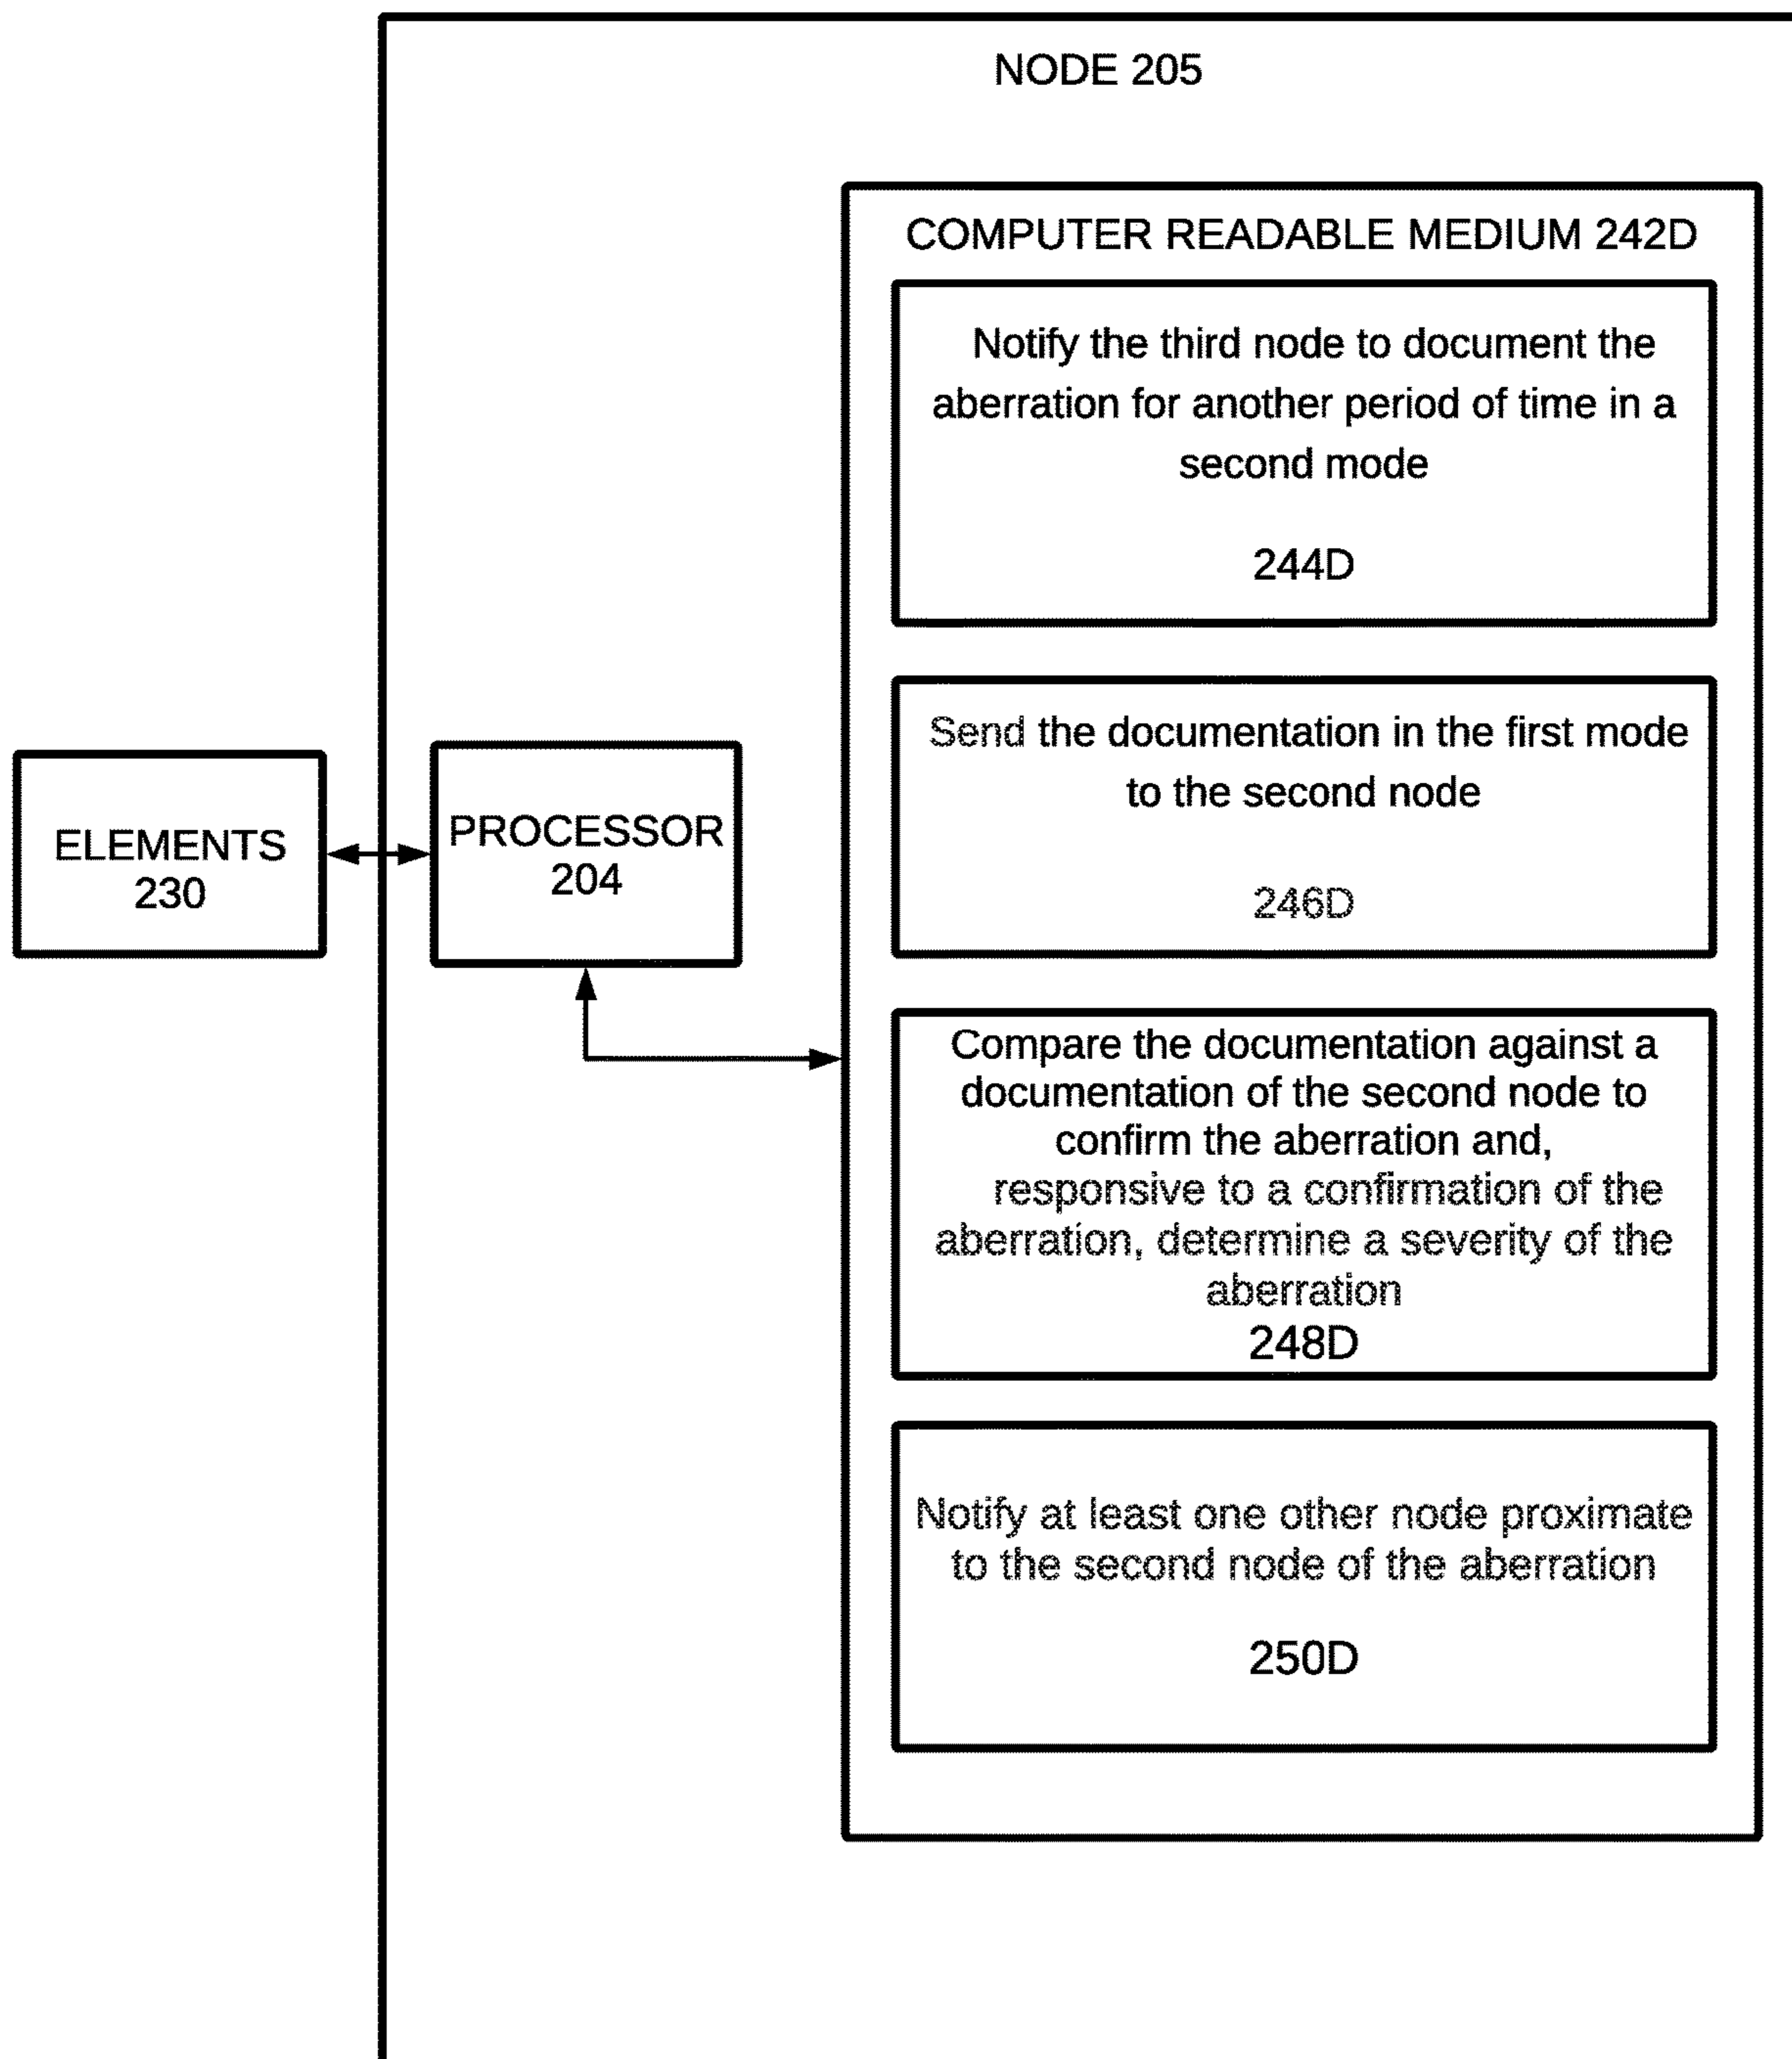 NODE 205
COMPUTER READABLE MEDIUM 242D
Notify the third node to document the
aberration for another period of time in a
second mode
244D
Send the documentation in the first mode
to the second node
246D
ELEMENTS
230
PROCESSOR
204
Compare the documentation against a
documentation of the second node to
confirm the aberration and,
responsive to a confirmation of the
aberration, determine a severity of the
aberration
248D
Notify at least one other node proximate
to the second node of the aberration
250D